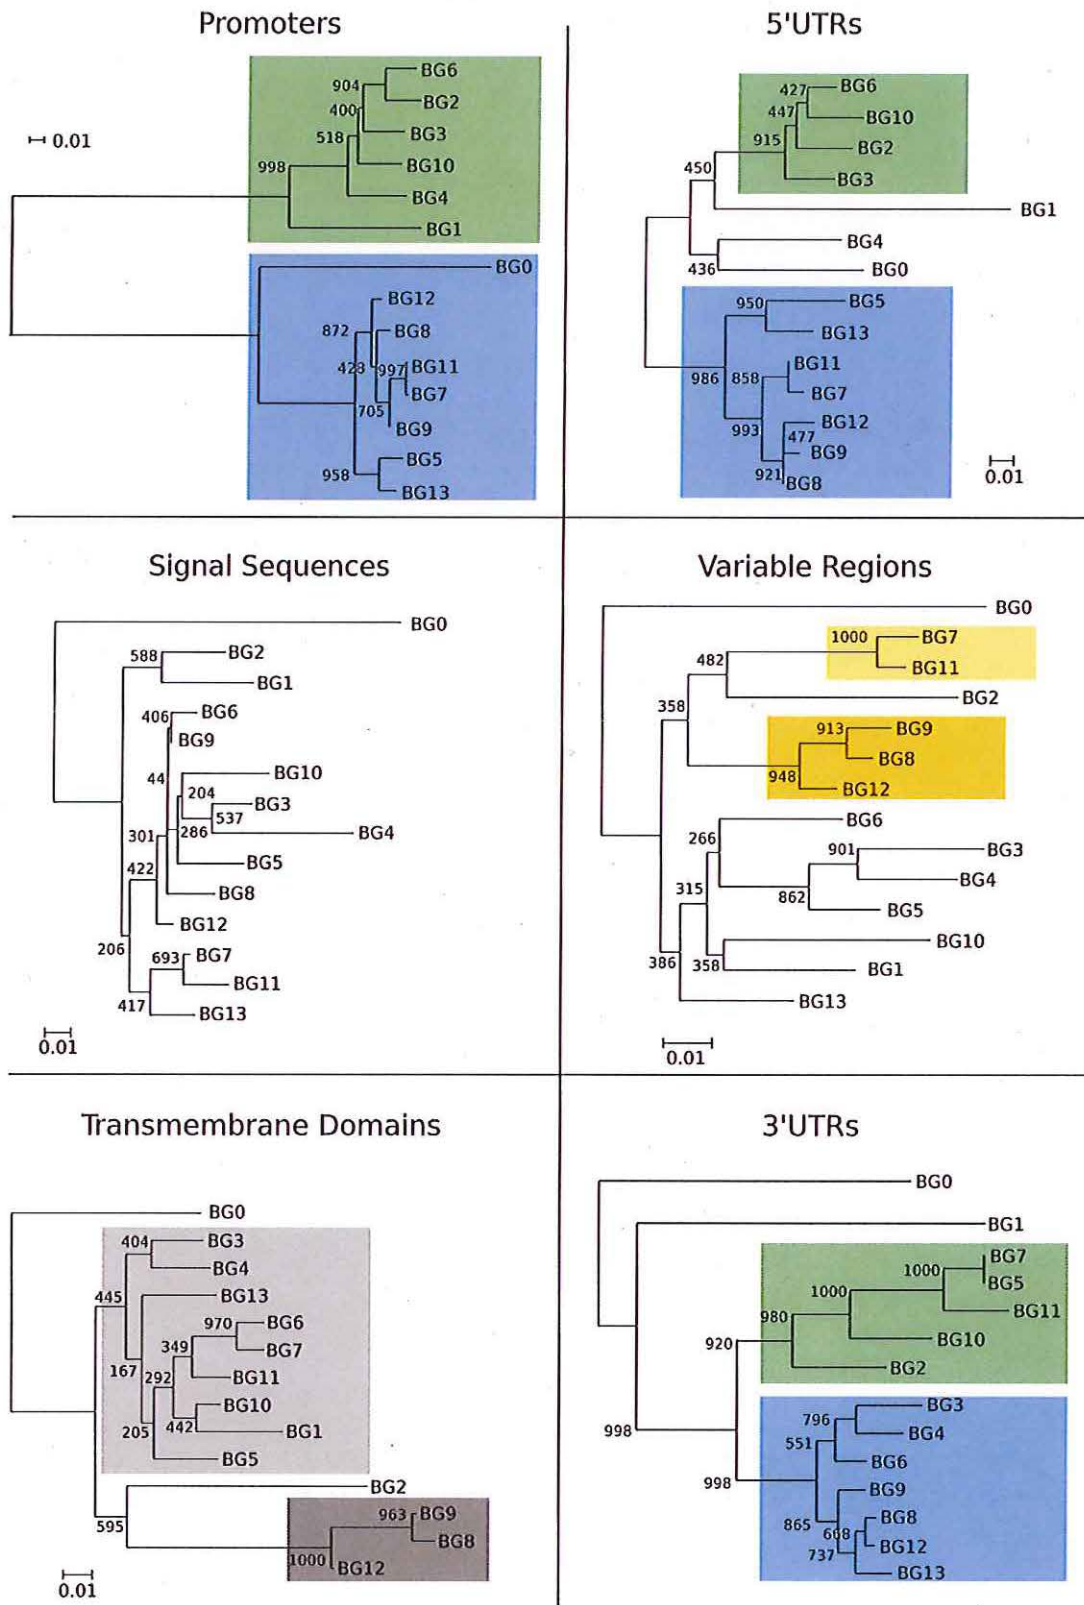 Promoters
BG6
904
BG2
400
BG3
0.01
518
BG10
998
BG4
BG1
BG0
BG12
872
BG8
428
997
BG11
BG7
705
BG9
BG5
958
BG13
5'UTRs
427
BG6
447
BG10
915
BG2
450
BG3
BG1
BG4
436
BG0
950
BG5
BG13
986
858
BG11
BG7
993
BG12
477
BG9
921
BG8
0.01
Signal Sequences
BG0
588
BG2
BG1
406
BG6
BG9
44
BG10
204
BG3
537
301
286
BG4
422
BG5
BG8
BG12
206
693
BG7
BG11
417
BG13
0.01
Variable Regions
BG0
1000
BG7
482
BG11
358
BG2
913
BG9
BG8
948
BG12
266
BG6
901
BG3
315
862
BG4
BG5
386
358
BG10
BG1
BG13
0.01
Transmembrane Domains
BG0
404
BG3
BG4
445
BG13
970
BG6
349
BG7
167
292
BG11
BG10
205
442
BG1
BG5
BG2
595
963
BG9
BG8
1000
BG12
0.01
3'UTRs
BG0
BG1
1000
BG7
BG5
1000
BG11
980
BG10
920
BG2
998
796
BG3
551
BG4
998
BG6
BG9
865
668
BG8
BG12
737
BG13